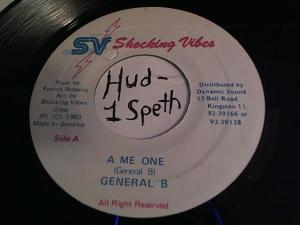 SV Shocking Vibes
Prod. by
Patrick Roberts
Arr. by
Shocking Vibes
Crew
(P) (C) 1993
Made In Jamaica
Side A
Hud-
1 Speth
Distributed by
Dynamic Sound
15 Bell Road
Kingston 11.
92-39166 or
92-39138
A ME ONE
(General B)
GENERAL B
All Right Reserved